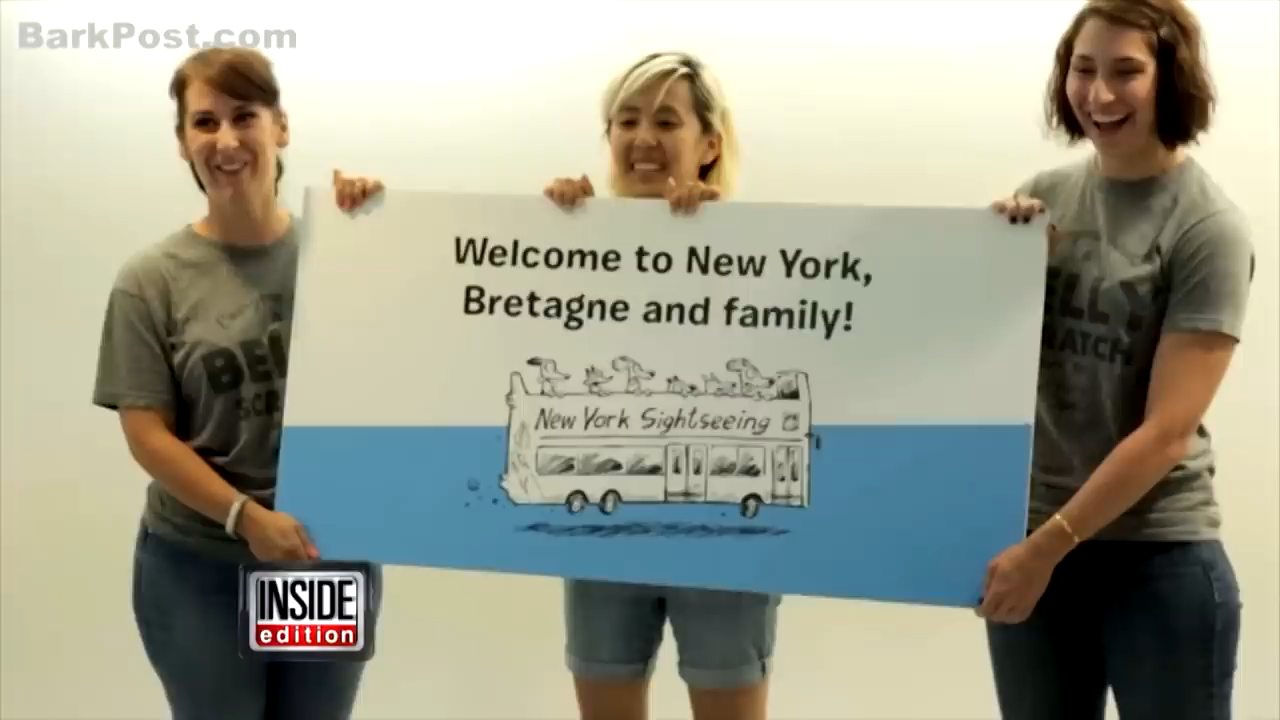 BarkPost.com
Welcome to New York,
Bretagne and family!
New York Sightseeing
INSIDE
edition